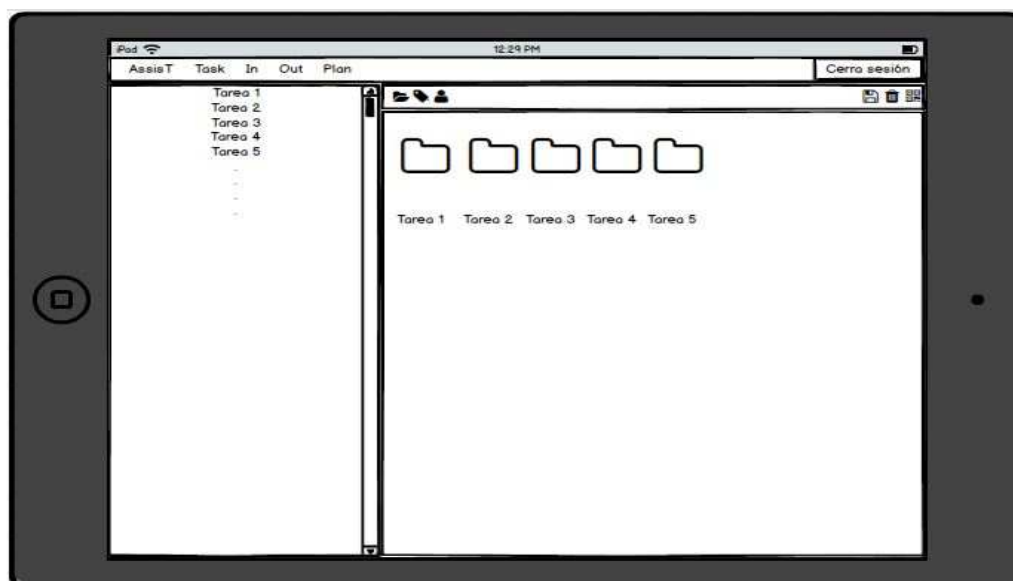 iPad 12:29 PM
AssisT Task In Out Plan Cerra sesión
Tarea 1
Tarea 2
Tarea 3
Tarea 4
Tarea 5
Tarea 1 Tarea 2 Tarea 3 Tarea 4 Tarea 5